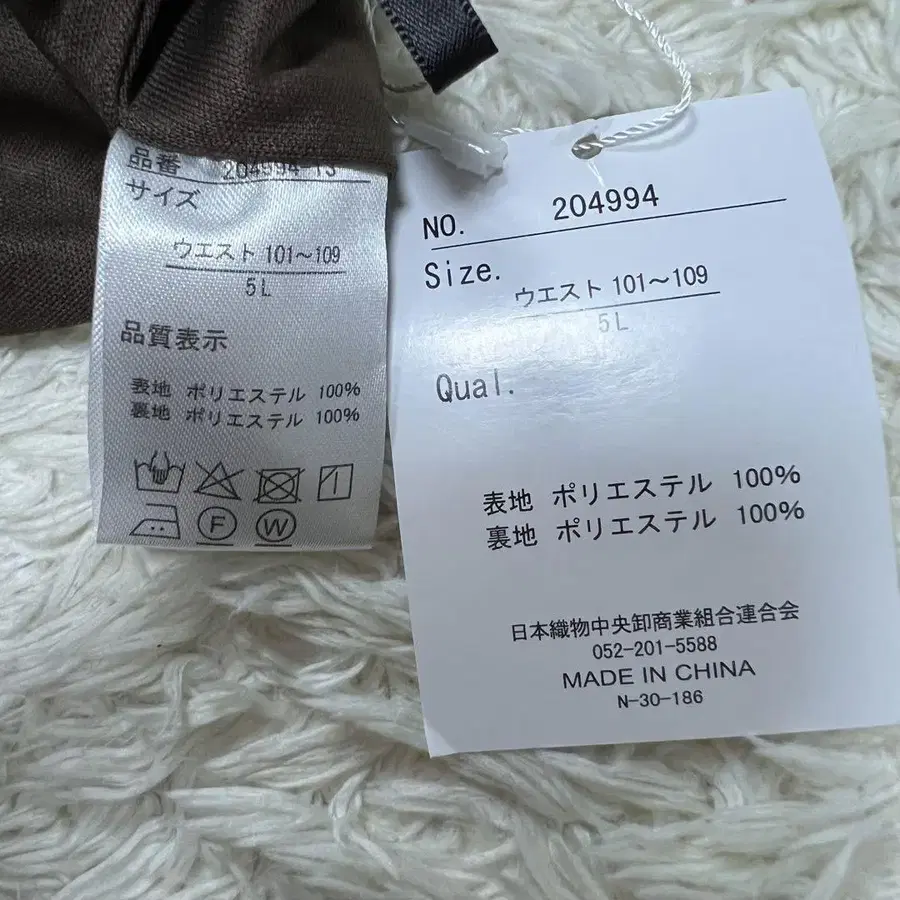 品番 204994-13
サイズ
ウエスト 101~109
5L
品質表示
表地 ポリエステル 100%
裏地 ポリエステル 100%
F W
NO. 204994
Size.
ウエスト 101~109
5L
Qual.
表地 ポリエステル 100%
裏地 ポリエステル 100%
日本織物中央卸商業組合連合会
052-201-5588
MADE IN CHINA
N-30-186